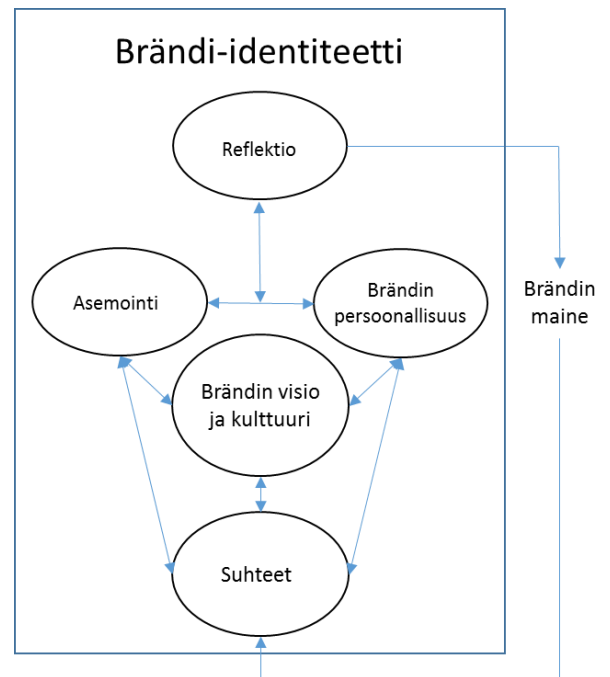 Brändi-identiteetti
Reflektio
Asemointi
Brändin
persoonallisuus
Brändin
maine
Brändin visio
ja kulttuuri
Suhteet